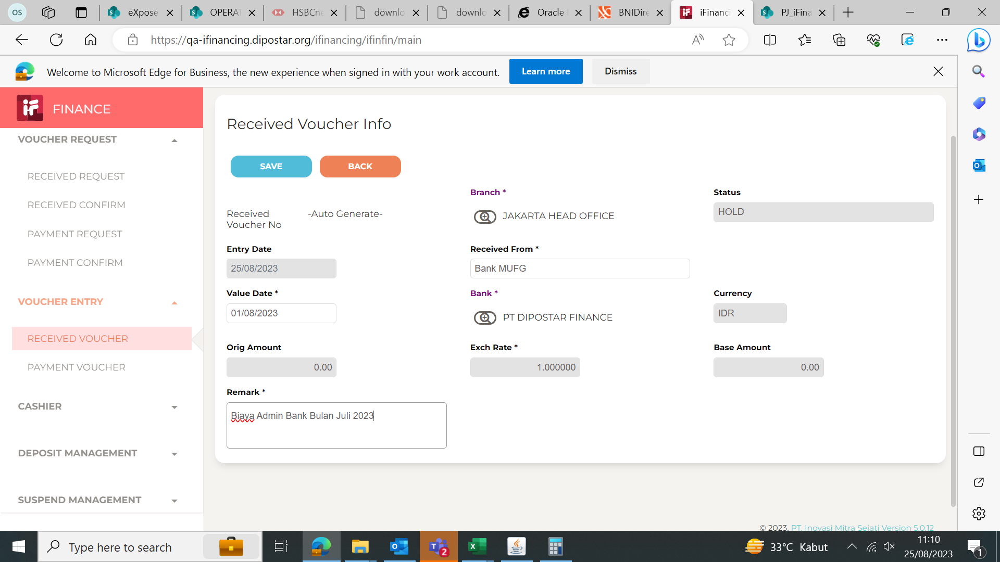 OS
eXpose
OPERAT
HSBCne
downlo
downlo
Oracle
BNIDire
iFinanci
PJ_iFina
https://qa-ifinancing.dipostar.org/ifinancing/ifinfin/main
Welcome to Microsoft Edge for Business, the new experience when signed in with your work account.
Learn more
Dismiss
iF FINANCE
VOUCHER REQUEST
RECEIVED REQUEST
RECEIVED CONFIRM
PAYMENT REQUEST
PAYMENT CONFIRM
VOUCHER ENTRY
RECEIVED VOUCHER
PAYMENT VOUCHER
CASHIER
DEPOSIT MANAGEMENT
SUSPEND MANAGEMENT
Received Voucher Info
SAVE
BACK
Received Voucher No
-Auto Generate-
Branch *
JAKARTA HEAD OFFICE
Status
HOLD
Entry Date
25/08/2023
Received From *
Bank MUFG
Value Date *
01/08/2023
Bank *
PT DIPOSTAR FINANCE
Currency
IDR
Orig Amount
0.00
Exch Rate *
1.000000
Base Amount
0.00
Remark *
Biaya Admin Bank Bulan Juli 2023
© 2023, PT. Inovasi Mitra Sejati Version 5.0.12
Type here to search
2
33°C Kabut
11:10
25/08/2023
1